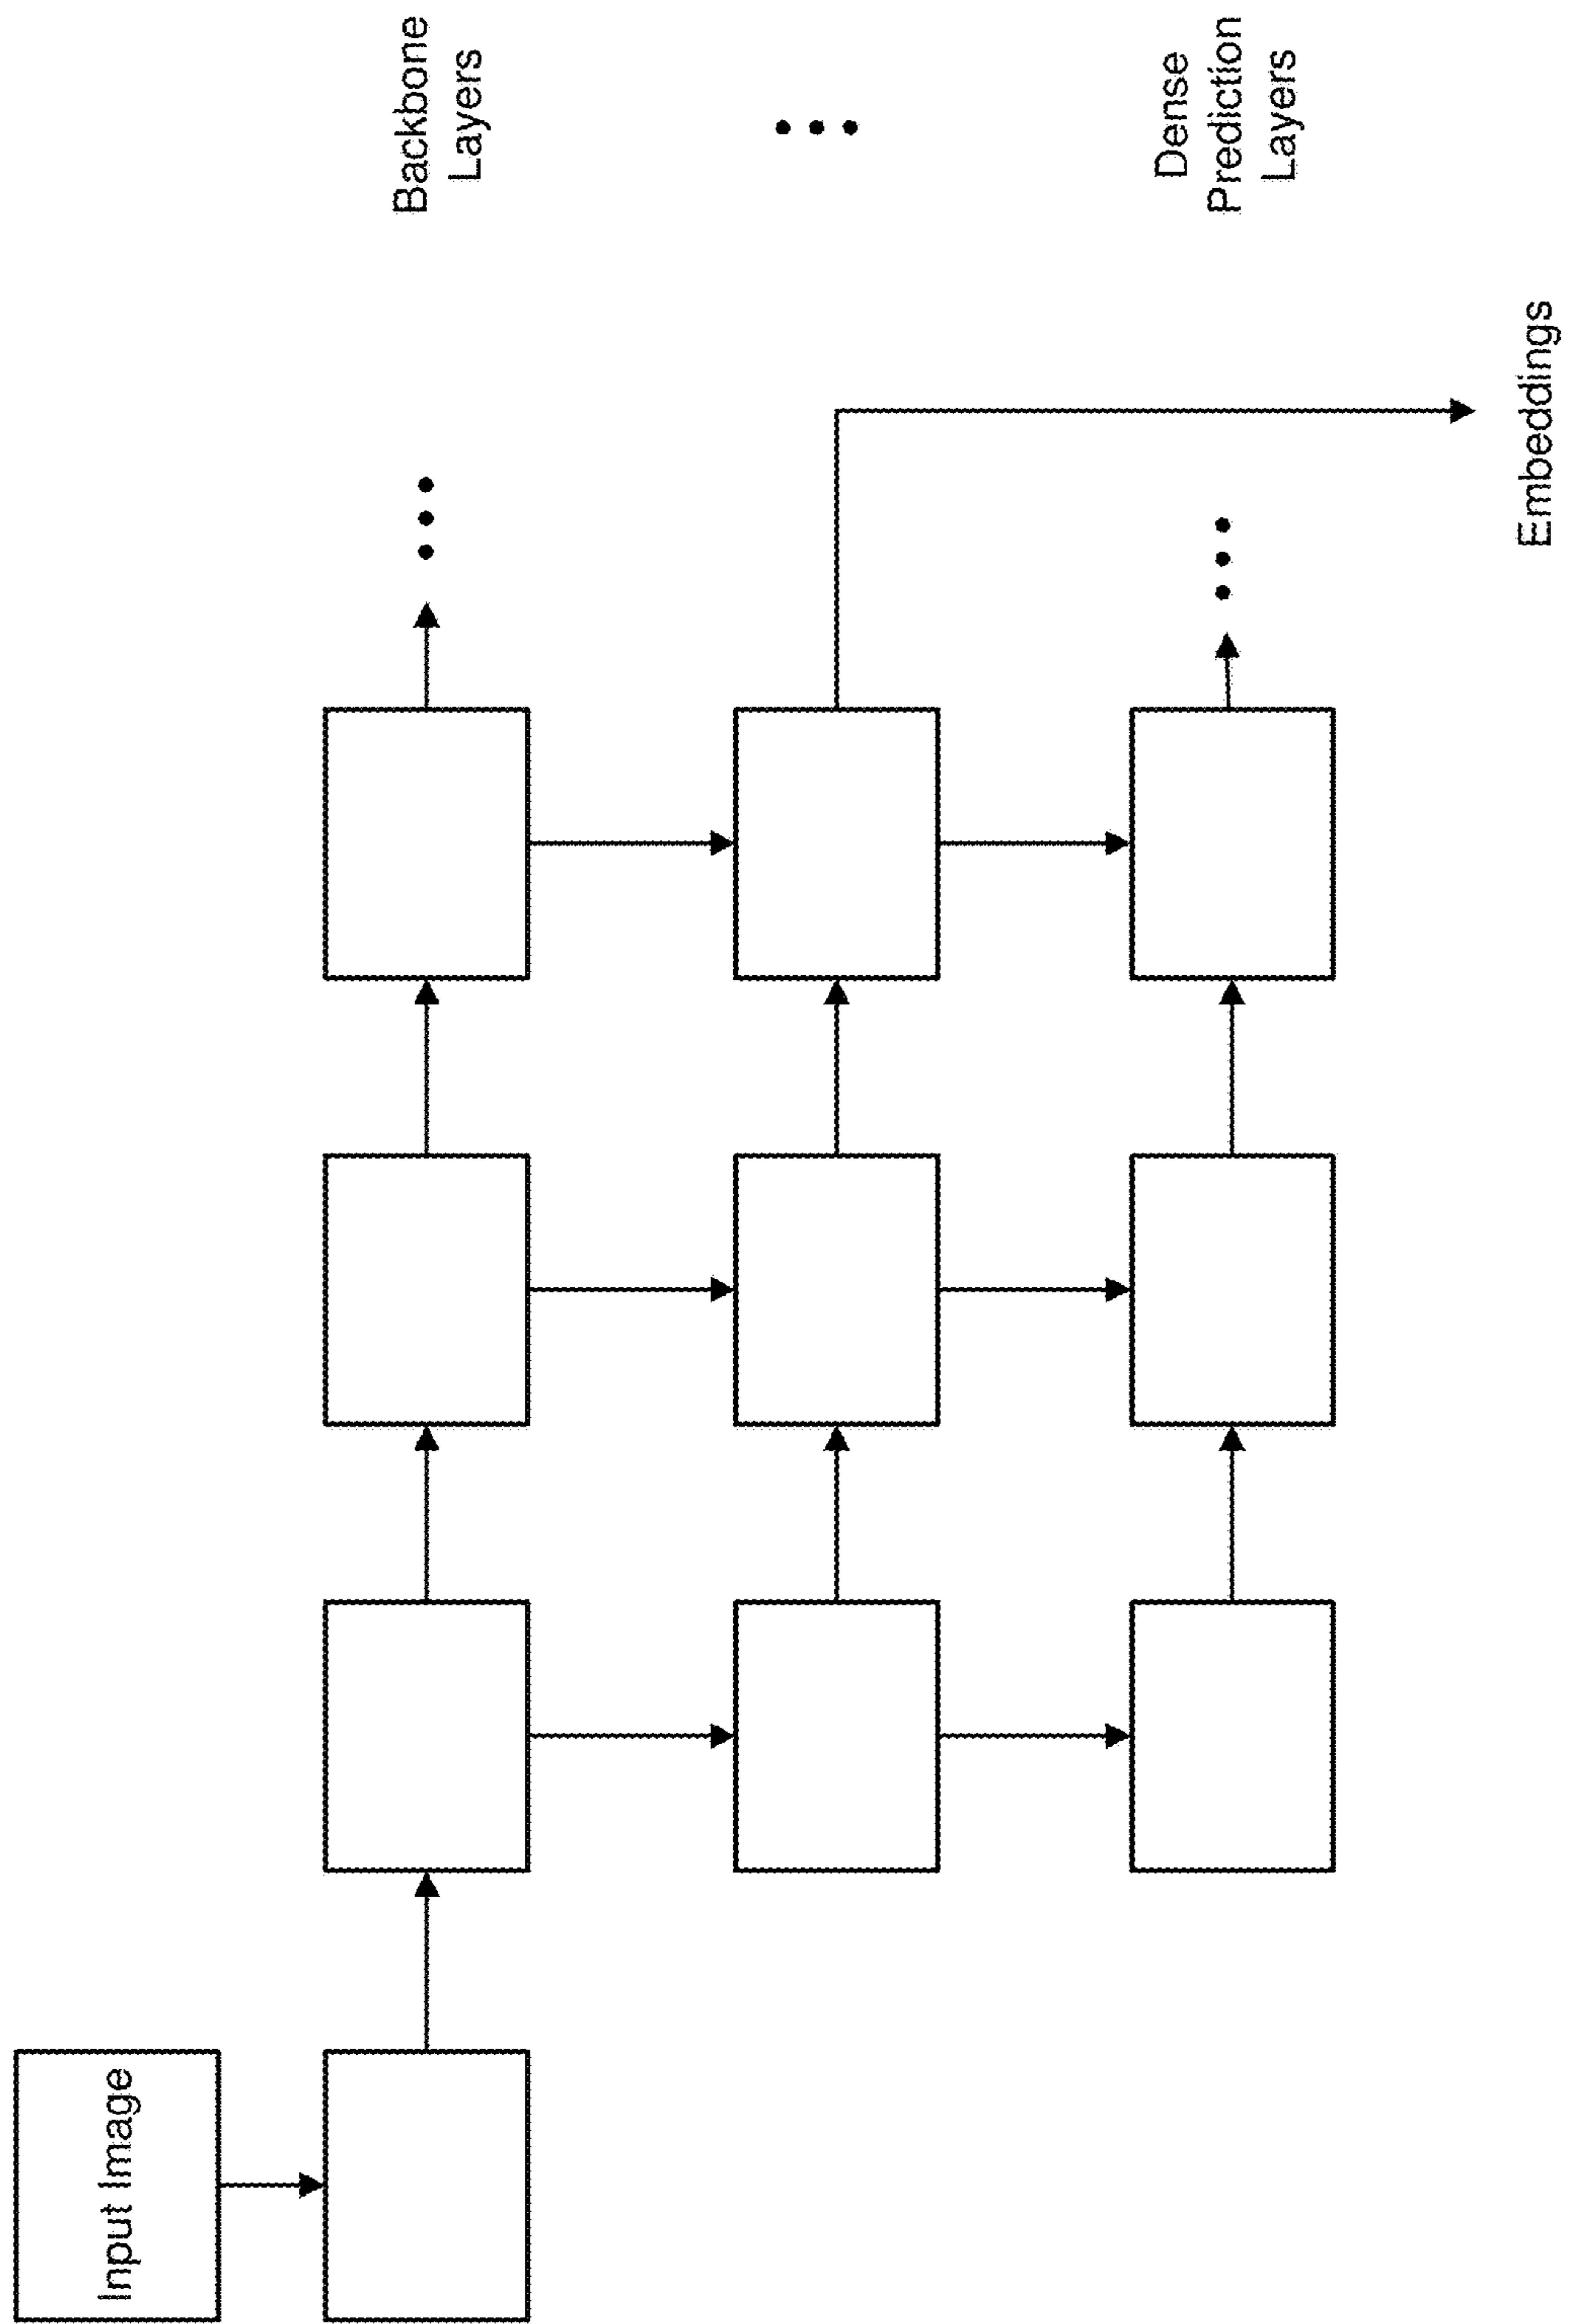 Input Image
Backbone
Layers
Dense
Prediction
Layers
Embeddings